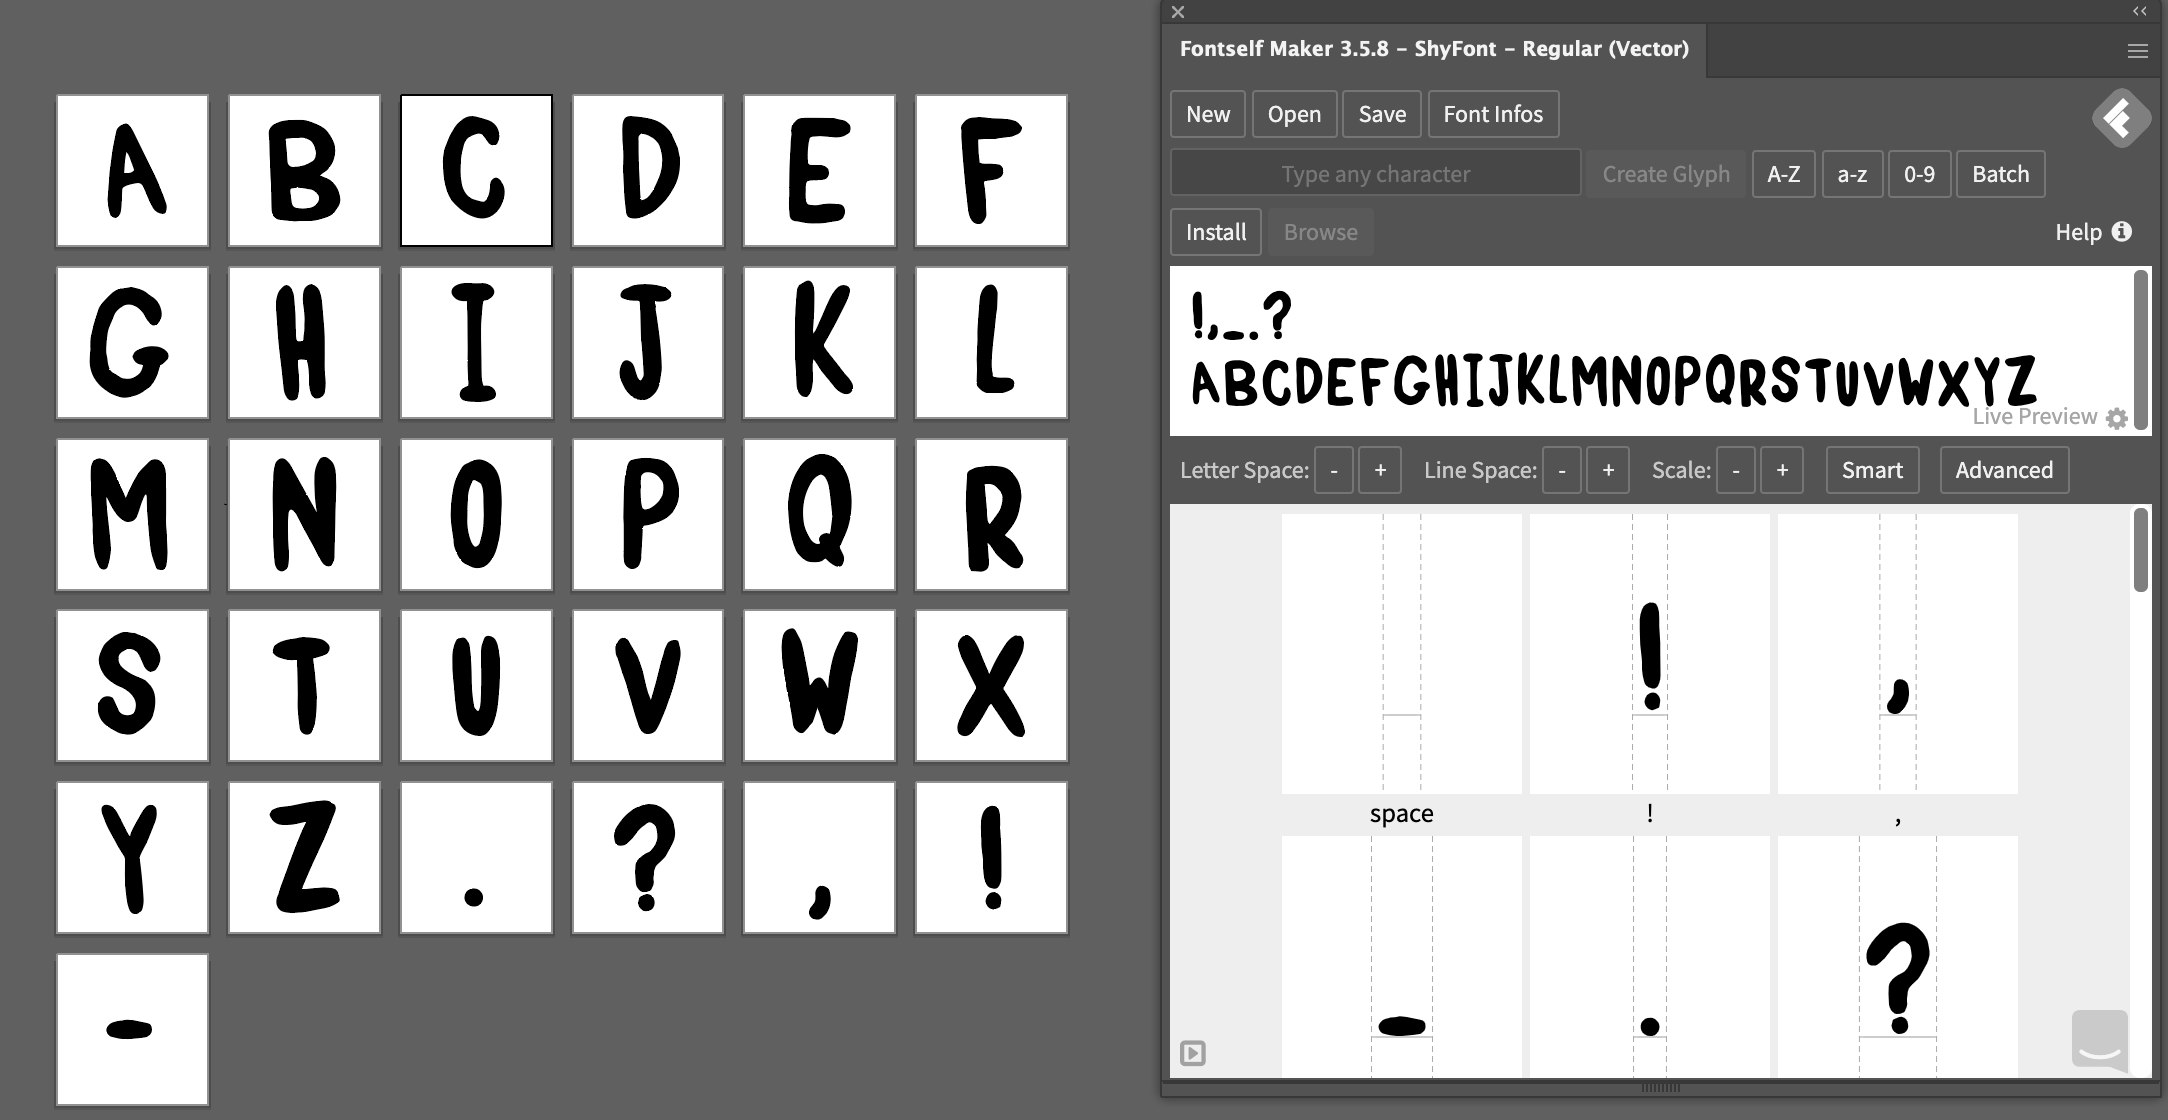 Fontself Maker 3.5.8 – ShyFont – Regular (Vector)
New Open Save Font Infos
Type any character Create Glyph A-Z a-z 0-9 Batch
Install Browse Help
!,-.?
ABCDEFGHIJKLMNOPQRSTUVWXYZ
Live Preview
Letter Space: - + Line Space: - + Scale: - + Smart Advanced
! ,
space ! ,
- . ?
A B C D E F
G H I J K L
M N O P Q R
S T U V W X
Y Z . ? , !
-